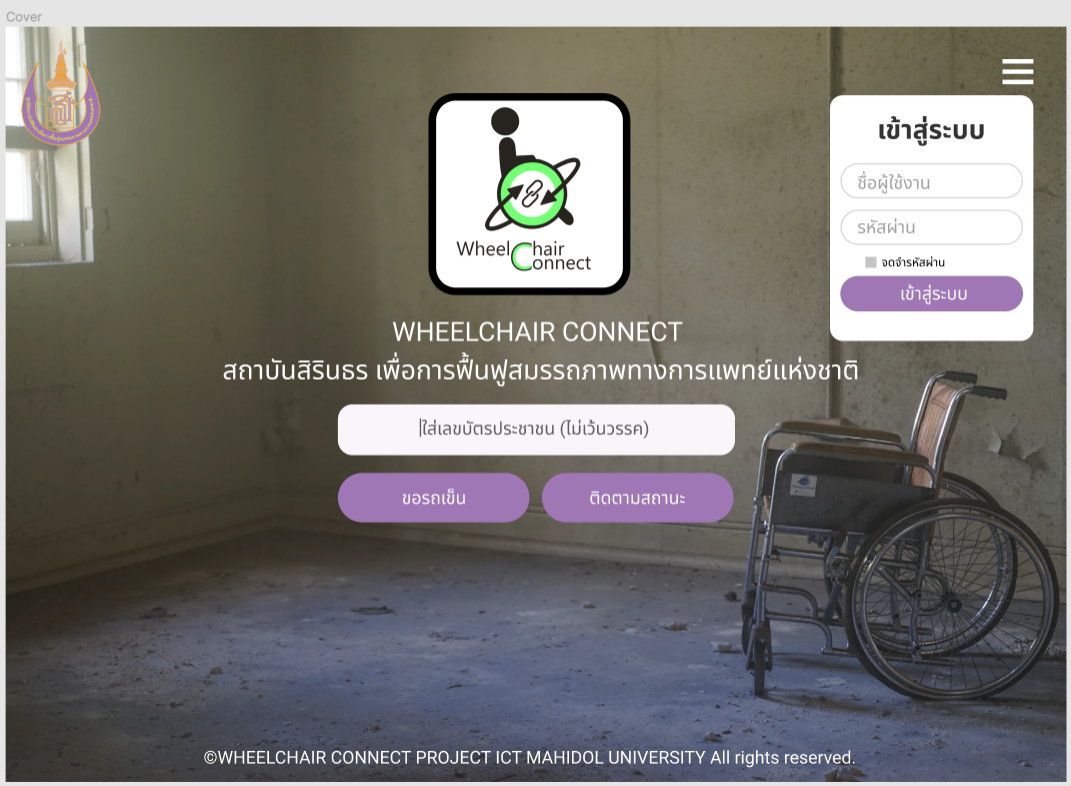 Cover
เข้าสู่ระบบ
ชื่อผู้ใช้งาน
รหัสผ่าน
จดจำรหัสผ่าน
เข้าสู่ระบบ
Wheel Chair
Connect
WHEELCHAIR CONNECT
สถาบันสิรินธร เพื่อการฟื้นฟูสมรรถภาพทางการแพทย์แห่งชาติ
ใส่เลขบัตรประชาชน (ไม่เว้นวรรค)
ขอรถเข็น
ติดตามสถานะ
©WHEELCHAIR CONNECT PROJECT ICT MAHIDOL UNIVERSITY All rights reserved.